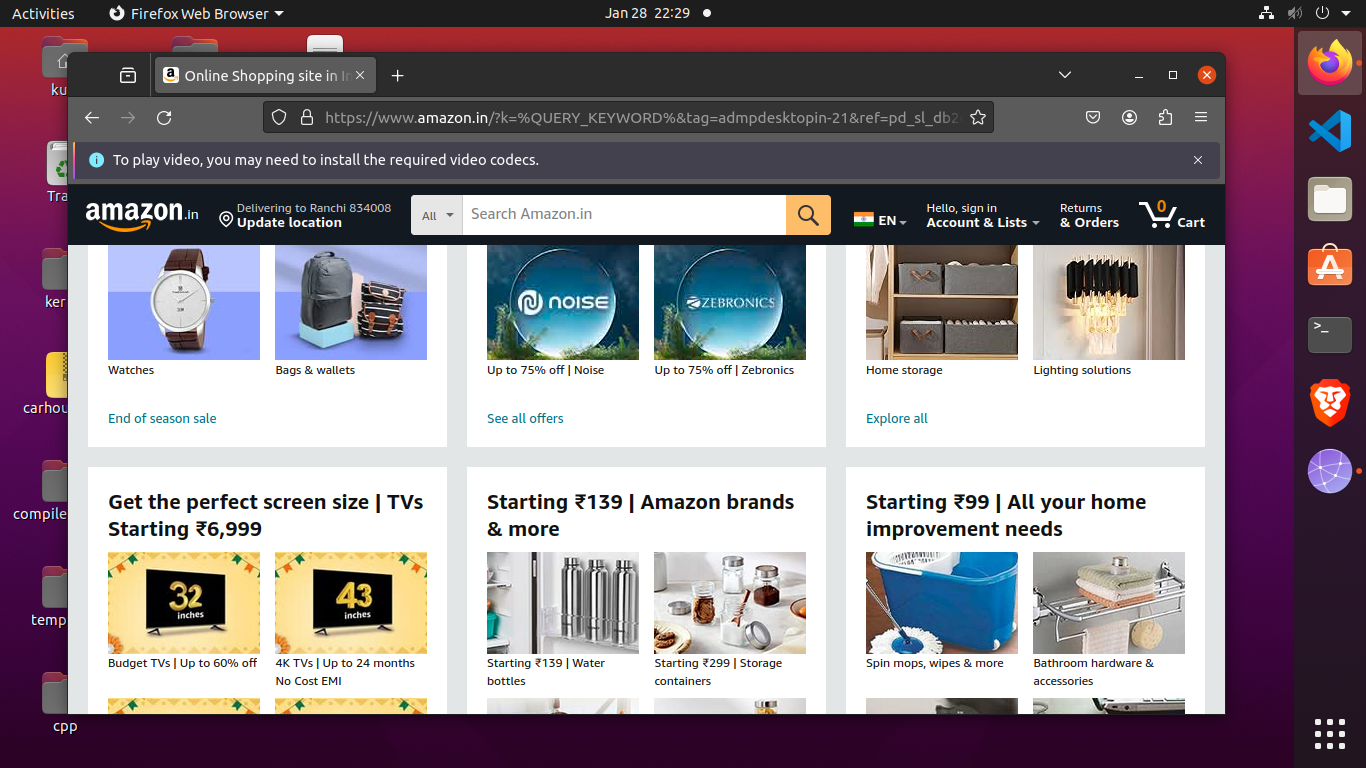 Activities
Firefox Web Browser
Jan 28 22:29
ku
Tra
ker
carhou
compile
temp
cpp
Online Shopping site in In
https://www.amazon.in/?k=%QUERY_KEYWORD%&tag=admpdesktopin-21&ref=pd_sl_db2
To play video, you may need to install the required video codecs.
amazon.in
Delivering to Ranchi 834008
Update location
All
Search Amazon.in
EN
Hello, sign in
Account & Lists
Returns
& Orders
0
Cart
noise
ZEBRONICS
Watches
Bags & wallets
Up to 75% off | Noise
Up to 75% off | Zebronics
Home storage
Lighting solutions
End of season sale
See all offers
Explore all
Get the perfect screen size | TVs
Starting ₹6,999
32
inches
43
inches
Budget TVs | Up to 60% off
4K TVs | Up to 24 months
No Cost EMI
Starting ₹139 | Amazon brands
& more
Starting ₹139 | Water
bottles
Starting ₹299 | Storage
containers
Starting ₹99 | All your home
improvement needs
Spin mops, wipes & more
Bathroom hardware &
accessories